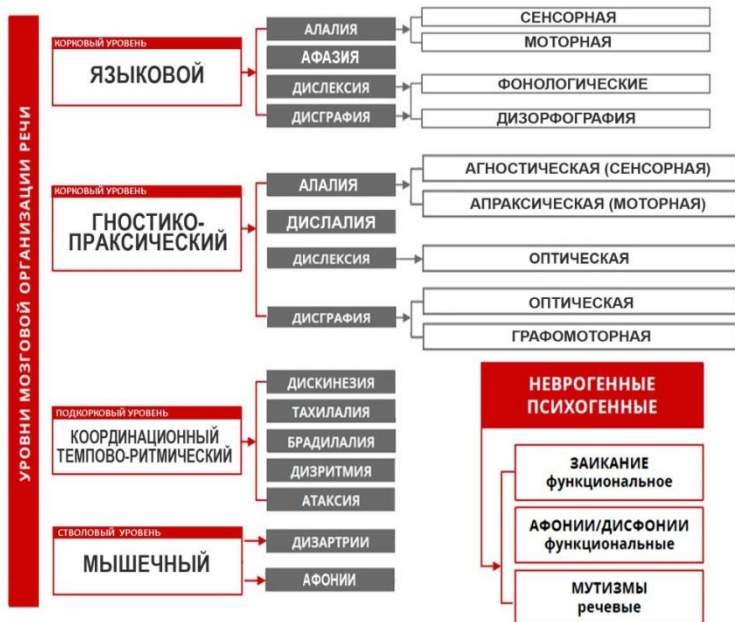 УРОВНИ МОЗГОВОЙ ОРГАНИЗАЦИИ РЕЧИ
КОРКОВЫЙ УРОВЕНЬ
ЯЗЫКОВОЙ
АЛАЛИЯ
СЕНСОРНАЯ
МОТОРНАЯ
АФАЗИЯ
ДИСЛЕКСИЯ
ДИСГРАФИЯ
ФОНОЛОГИЧЕСКИЕ
ДИЗОРФОГРАФИЯ
КОРКОВЫЙ УРОВЕНЬ
ГНОСТИКО-
ПРАКСИЧЕСКИЙ
АЛАЛИЯ
АГНОСТИЧЕСКАЯ (СЕНСОРНАЯ)
АПРАКСИЧЕСКАЯ (МОТОРНАЯ)
ДИСЛАЛИЯ
ДИСЛЕКСИЯ
ОПТИЧЕСКАЯ
ДИСГРАФИЯ
ОПТИЧЕСКАЯ
ГРАФОМОТОРНАЯ
ПОДКОРКОВЫЙ УРОВЕНЬ
КООРДИНАЦИОННЫЙ
ТЕМПОВО-РИТМИЧЕСКИЙ
ДИСКИНЕЗИЯ
ТАХИЛАЛИЯ
БРАДИЛАЛИЯ
ДИЗРИТМИЯ
АТАКСИЯ
СТВОЛОВЫЙ УРОВЕНЬ
МЫШЕЧНЫЙ
ДИЗАРТРИИ
АФОНИИ
НЕВРОГЕННЫЕ
ПСИХОГЕННЫЕ
ЗАИКАНИЕ
функциональное
АФОНИИ/ДИСФОНИИ
функциональные
МУТИЗМЫ
речевые